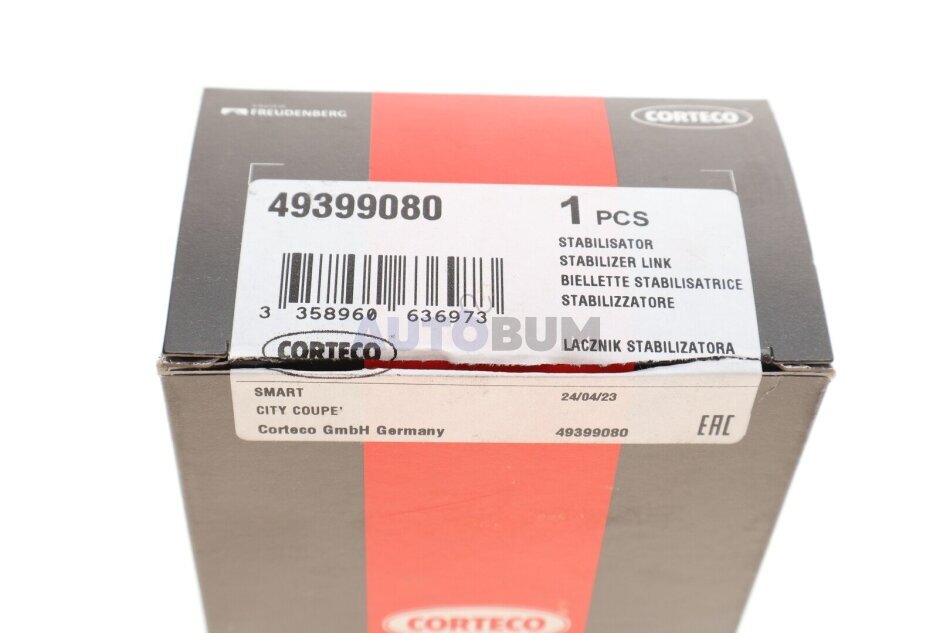 FREUDENBERG
CORTECO
49399080
1 PCS
STABILISATOR
STABILIZER LINK
BIELLETTE STABILISATRICE
STABILIZZATORE
3 358960 636973
AUTOBUM
CORTECO
LACZNIK STABILIZATORA
SMART
24/04/23
CITY COUPE'
Corteco GmbH Germany
49399080
EAC
CORTECO